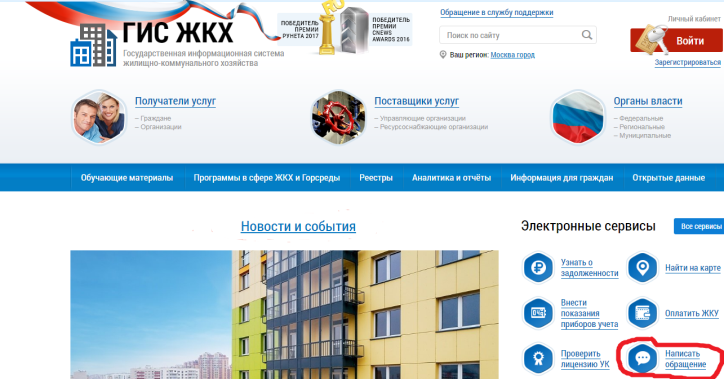 ГИС ЖКХ
Государственная информационная система
жилищно-коммунального хозяйства
ПОБЕДИТЕЛЬ
ПРЕМИИ
РУНЕТА 2017
RU
ПОБЕДИТЕЛЬ
ПРЕМИИ
CNEWS
AWARDS 2016
Обращение в службу поддержки
Поиск по сайту
Ваш регион: Москва город
Личный кабинет
Войти
Зарегистрироваться
Получатели услуг
– Граждане
– Организации
Поставщики услуг
– Управляющие организации
– Ресурсоснабжающие организации
Органы власти
– Федеральные
– Региональные
– Муниципальные
Обучающие материалы Программы в сфере ЖКХ и Горсреды Реестры Аналитика и отчёты Информация для граждан Открытые данные
Новости и события
Электронные сервисы
Все сервисы
Узнать о
задолженности
Найти на карте
Внести
показания
приборов учета
Оплатить ЖКУ
Проверить
лицензию УК
Написать
обращение